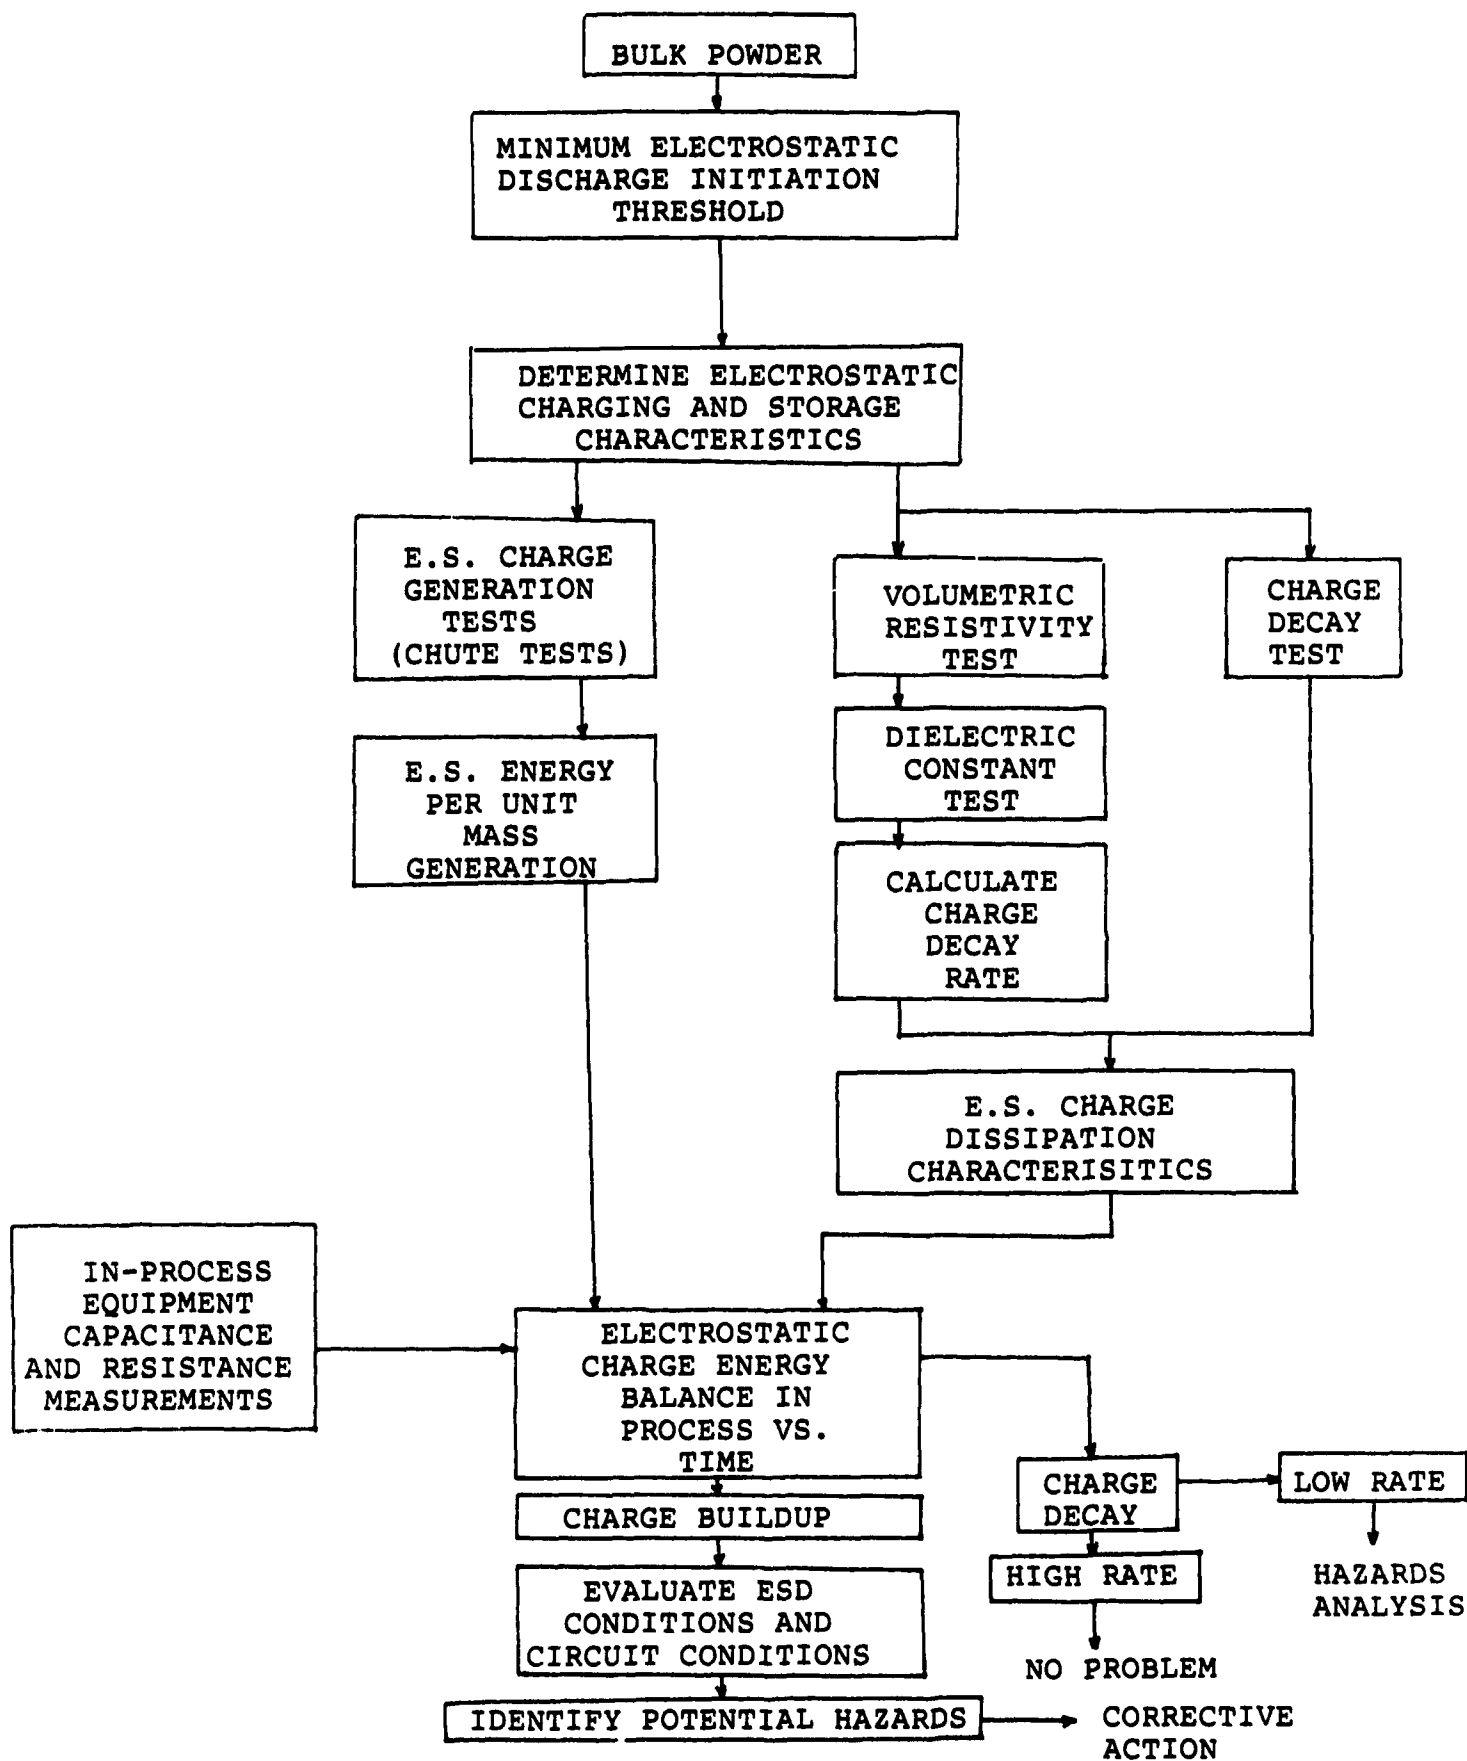 BULK POWDER
MINIMUM ELECTROSTATIC
DISCHARGE INITIATION
THRESHOLD
DETERMINE ELECTROSTATIC
CHARGING AND STORAGE
CHARACTERISTICS
E.S. CHARGE
GENERATION
TESTS
(CHUTE TESTS)
E.S. ENERGY
PER UNIT
MASS
GENERATION
VOLUMETRIC
RESISTIVITY
TEST
DIELECTRIC
CONSTANT
TEST
CALCULATE
CHARGE
DECAY
RATE
CHARGE
DECAY
TEST
E.S. CHARGE
DISSIPATION
CHARACTERISITICS
IN-PROCESS
EQUIPMENT
CAPACITANCE
AND RESISTANCE
MEASUREMENTS
ELECTROSTATIC
CHARGE ENERGY
BALANCE IN
PROCESS VS.
TIME
CHARGE BUILDUP
EVALUATE ESD
CONDITIONS AND
CIRCUIT CONDITIONS
IDENTIFY POTENTIAL HAZARDS
CORRECTIVE
ACTION
CHARGE
DECAY
HIGH RATE
NO PROBLEM
LOW RATE
HAZARDS
ANALYSIS